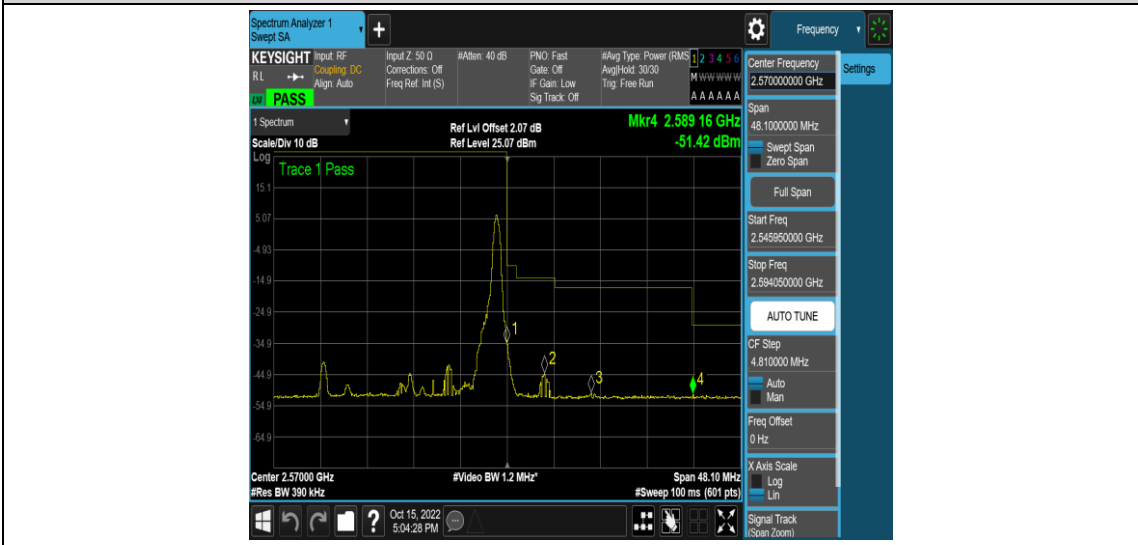 Spectrum Analyzer 1
Swept SA
+
Frequency
KEYSIGHT
RL
LXI PASS
Input: RF
Coupling: DC
Align: Auto
Input Z: 50 Ω
Corrections: Off
Freq Ref: Int (S)
#Atten: 40 dB
PNO: Fast
Gate: Off
IF Gain: Low
Sig Track: Off
#Avg Type: Power (RMS
Avg|Hold: 30/30
Trig: Free Run
1 2 3 4 5 6
M W W W W W
A A A A A A
1 Spectrum
Scale/Div 10 dB
Ref Lvl Offset 2.07 dB
Ref Level 25.07 dBm
Mkr4 2.589 16 GHz
-51.42 dBm
Log
Trace 1 Pass
15.1
5.07
-4.93
-14.9
-24.9
-34.9
-44.9
-54.9
-64.9
1
2
3
4
Center 2.57000 GHz
#Res BW 390 kHz
#Video BW 1.2 MHz*
Span 48.10 MHz
#Sweep 100 ms (601 pts)
Center Frequency
2.570000000 GHz
Settings
Span
48.1000000 MHz
Swept Span
Zero Span
Full Span
Start Freq
2.545950000 GHz
Stop Freq
2.594050000 GHz
AUTO TUNE
CF Step
4.810000 MHz
Auto
Man
Freq Offset
0 Hz
X Axis Scale
Log
Lin
Signal Track
(Span Zoom)
?
Oct 15, 2022
5:04:28 PM